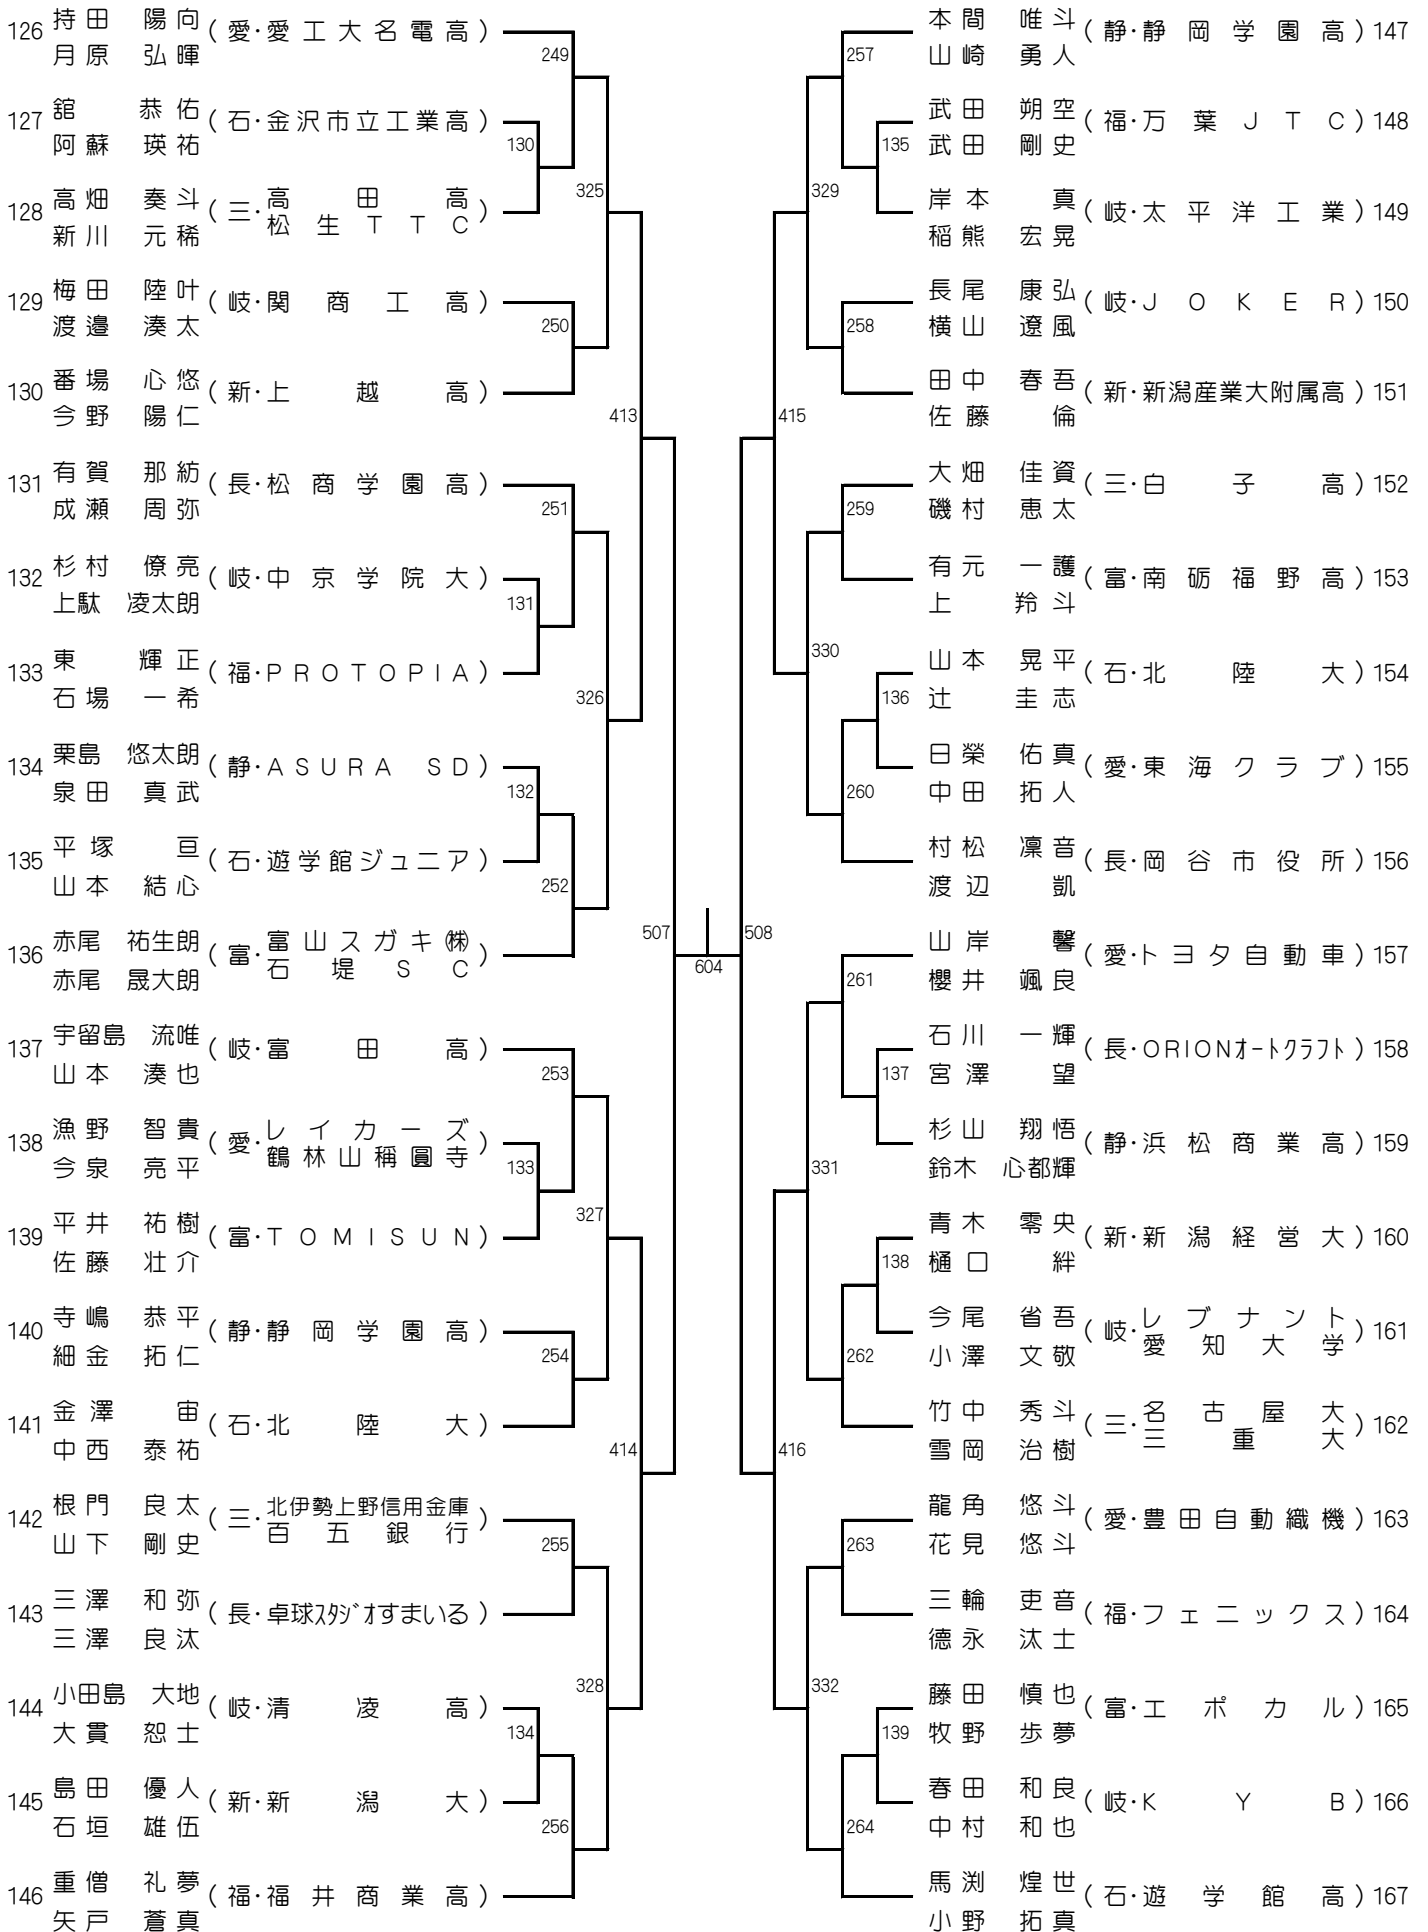 126 持田 陽向 (愛・愛工大名電高)
月原 弘暉
249
127 舘 恭佑 (石・金沢市立工業高)
阿蘇 瑛祐
130
325
128 高畑 奏斗 (三・高田高
新川 元稀 松生TTC)
129 梅田 陸叶 (岐・関商工高)
渡邉 湊太
250
130 番場 心悠 (新・上越高)
今野 陽仁
413
131 有賀 那紡 (長・松商学園高)
成瀬 周弥
251
132 杉村 僚亮 (岐・中京学院大)
上駄 凌太朗
131
133 東 輝正 (福・PROTOPIA)
石場 一希
326
134 栗島 悠太朗 (静・ASURA SD)
泉田 真武
132
135 平塚 亘 (石・遊学館ジュニア)
山本 結心
252
136 赤尾 祐生朗 (富・富山スガキ㈱
赤尾 晟大朗 石堤SC)
507
604
508
137 宇留島 流唯 (岐・富田高)
山本 湊也
253
138 漁野 智貴 (愛・レイカーズ
今泉 亮平 鶴林山稱圓寺)
133
327
139 平井 祐樹 (富・TOMISUN)
佐藤 壮介
140 寺嶋 恭平 (静・静岡学園高)
細金 拓仁
254
141 金澤 宙 (石・北陸大)
中西 泰祐
414
142 根門 良太 (三・北伊勢上野信用金庫
山下 剛史 百五銀行)
255
143 三澤 和弥 (長・卓球ｽﾀｼﾞｵすまいる)
三澤 良汰
328
144 小田島 大地 (岐・清凌高)
大貫 恕士
134
145 島田 優人 (新・新潟大)
石垣 雄伍
256
146 重僧 礼夢 (福・福井商業高)
矢戸 蒼真
本間 唯斗 (静・静岡学園高) 147
山崎 勇人
257
武田 朔空 (福・万葉JTC) 148
武田 剛史
135
329
岸本 真 (岐・太平洋工業) 149
稲熊 宏晃
長尾 康弘 (岐・JOKER) 150
横山 遼風
258
田中 春吾 (新・新潟産業大附属高) 151
佐藤 倫
415
大畑 佳資 (三・白子高) 152
磯村 恵太
259
有元 一護 (富・南砺福野高) 153
上 羚斗
330
山本 晃平 (石・北陸大) 154
辻 圭志
136
日榮 佑真 (愛・東海クラブ) 155
中田 拓人
260
村松 凜音 (長・岡谷市役所) 156
渡辺 凱
山岸 馨 (愛・トヨタ自動車) 157
櫻井 颯良
261
石川 一輝 (長・ORIONｵｰﾄｸﾗﾌﾄ) 158
宮澤 望
137
杉山 翔悟 (静・浜松商業高) 159
鈴木 心都輝
331
青木 零央 (新・新潟経営大) 160
樋口 絆
138
今尾 省吾 (岐・レブナント
小澤 文敬 愛知大学) 161
262
竹中 秀斗 (三・名古屋大
雪岡 治樹 三重大) 162
416
龍角 悠斗 (愛・豊田自動織機) 163
花見 悠斗
263
三輪 吏音 (福・フェニックス) 164
德永 汰士
332
藤田 慎也 (富・エポカル) 165
牧野 歩夢
139
春田 和良 (岐・KYB) 166
中村 和也
264
馬渕 煌世 (石・遊学館高) 167
小野 拓真